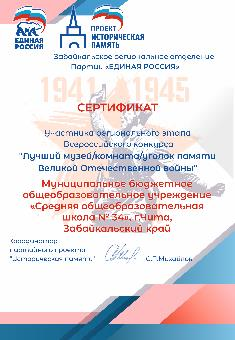 ЕДИНАЯ
РОССИЯ
ПРОЕКТ
ИСТОРИЧЕСКАЯ
ПАМЯТЬ
Забайкальское региональное отделение
Партии «ЕДИНАЯ РОССИЯ»
1941 1945
СЕРТИФИКАТ
Участника регионального этапа
Всероссийского конкурса
"Лучший музей/комната/уголок памяти
Великой Отечественной войны"
Муниципальное бюджетное
общеобразовательное учреждение
«Средняя общеобразовательная
школа № 34». г.Чита,
Забайкальский край
Координатор
партийного проекта
"Историческая память"
С.Г.Михайлов